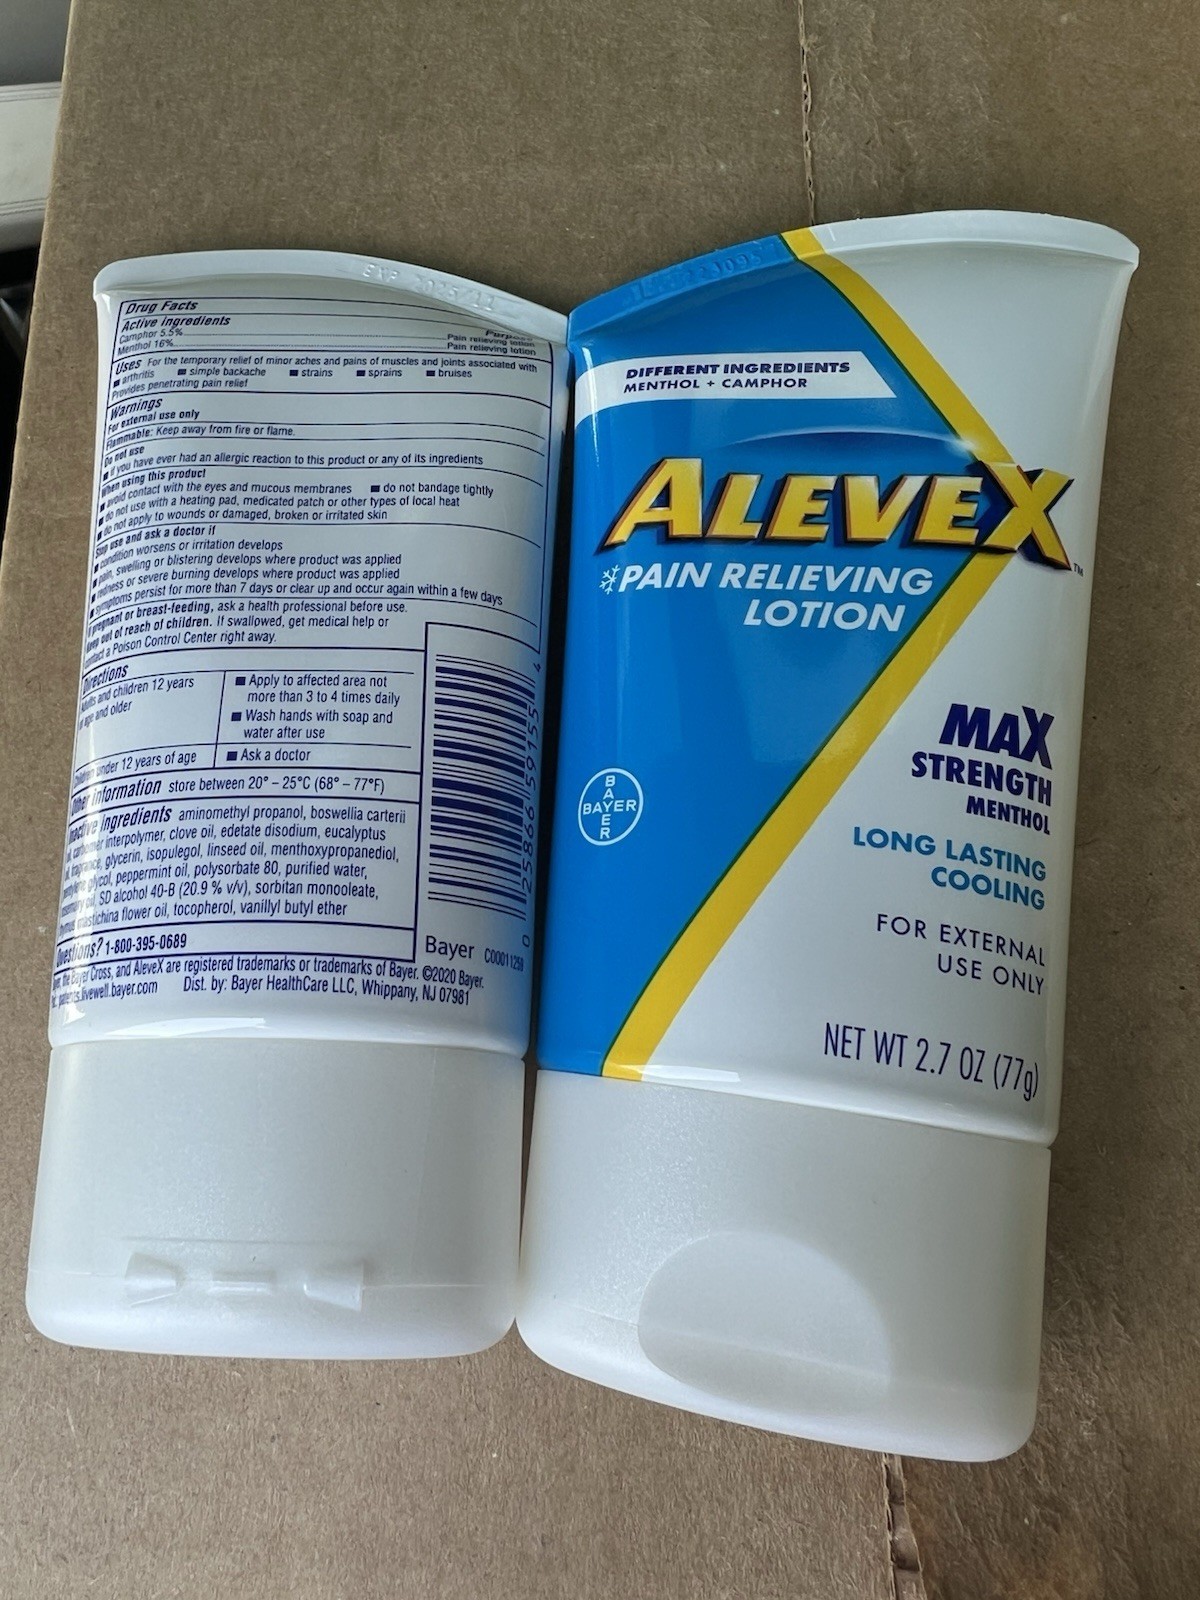 EXP 2025/11
Drug Facts
Active ingredients
Purpose
Camphor 5.5%
Pain relieving lotion
Menthol 16%
Pain relieving lotion
Uses For the temporary relief of minor aches and pains of muscles and joints associated with
■ arthritis ■ simple backache ■ strains ■ sprains ■ bruises
Provides penetrating pain relief
Warnings
For external use only
Flammable: Keep away from fire or flame.
Do not use
■ if you have ever had an allergic reaction to this product or any of its ingredients
When using this product
■ avoid contact with the eyes and mucous membranes ■ do not bandage tightly
■ do not use with a heating pad, medicated patch or other types of local heat
■ do not apply to wounds or damaged, broken or irritated skin
Stop use and ask a doctor if
■ condition worsens or irritation develops
■ pain, swelling or blistering develops where product was applied
■ redness or severe burning develops where product was applied
■ symptoms persist for more than 7 days or clear up and occur again within a few days
If pregnant or breast-feeding, ask a health professional before use.
Keep out of reach of children. If swallowed, get medical help or
contact a Poison Control Center right away.
Directions
Adults and children 12 years
of age and older
■ Apply to affected area not
more than 3 to 4 times daily
■ Wash hands with soap and
water after use
Children under 12 years of age
■ Ask a doctor
Other information store between 20° – 25°C (68° – 77°F)
Inactive ingredients aminomethyl propanol, boswellia carterii
oil, carbomer interpolymer, clove oil, edetate disodium, eucalyptus
oil, fragrance, glycerin, isopulegol, linseed oil, menthoxypropanediol,
pentylene glycol, peppermint oil, polysorbate 80, purified water,
rosemary oil, SD alcohol 40-B (20.9 % v/v), sorbitan monooleate,
thymus mastichina flower oil, tocopherol, vanillyl butyl ether
Questions? 1-800-395-0689
0 25866 59155 4
Bayer C00011258
the Bayer Cross, and AleveX are registered trademarks or trademarks of Bayer. ©2020 Bayer.
patents.livewell.bayer.com Dist. by: Bayer HealthCare LLC, Whippany, NJ 07981
DIFFERENT INGREDIENTS
MENTHOL + CAMPHOR
ALEVEX™
PAIN RELIEVING
LOTION
MAX
STRENGTH
MENTHOL
BAYER
BAYER
LONG LASTING
COOLING
FOR EXTERNAL
USE ONLY
NET WT 2.7 OZ (77g)